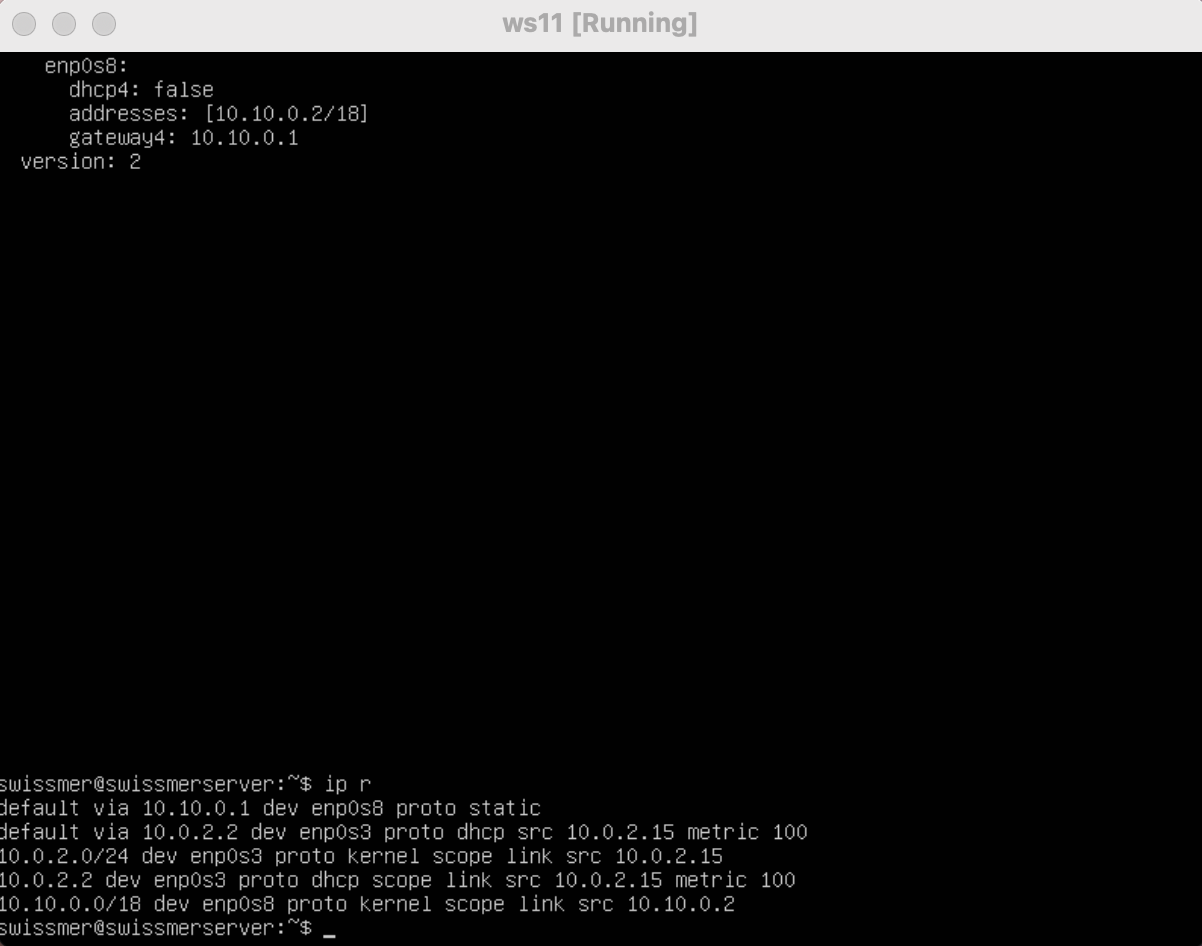 ws11 [Running]
enp0s8:
dhcp4: false
addresses: [10.10.0.2/18]
gateway4: 10.10.0.1
version: 2
swissmer@swissmerserver:~$ ip r
default via 10.10.0.1 dev enp0s8 proto static
default via 10.0.2.2 dev enp0s3 proto dhcp src 10.0.2.15 metric 100
10.0.2.0/24 dev enp0s3 proto kernel scope link src 10.0.2.15
10.0.2.2 dev enp0s3 proto dhcp scope link src 10.0.2.15 metric 100
10.10.0.0/18 dev enp0s8 proto kernel scope link src 10.10.0.2
swissmer@swissmerserver:~$ _